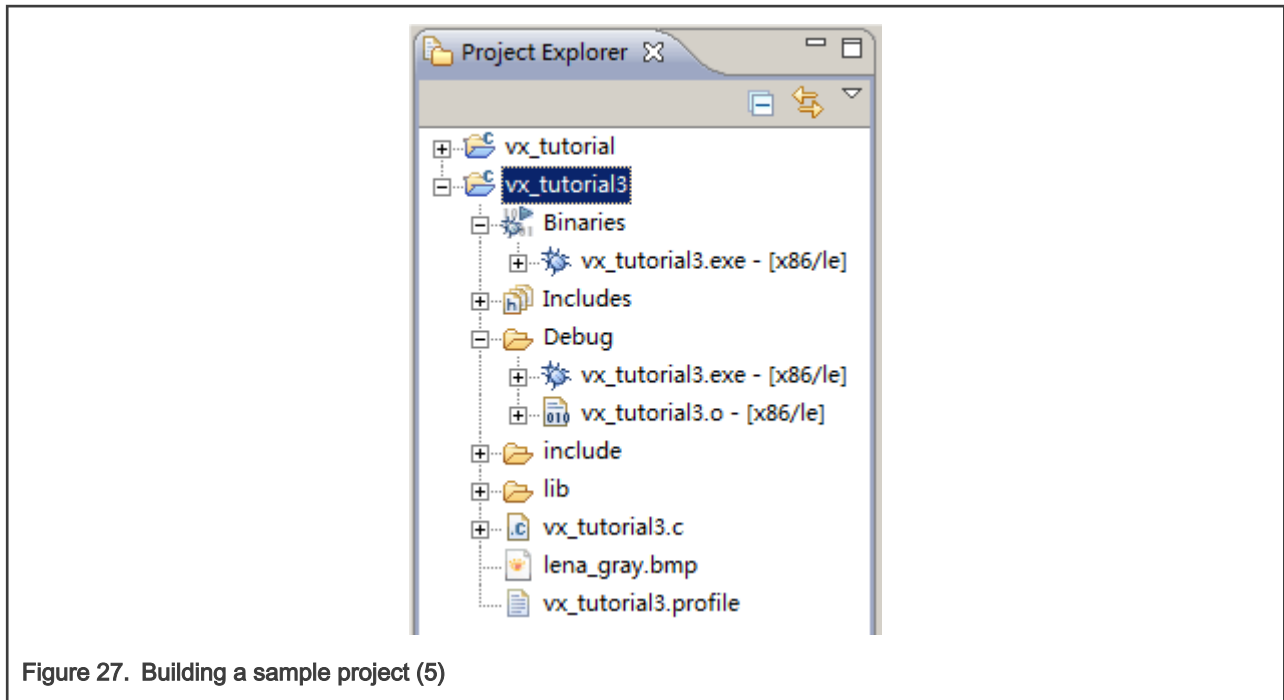 Project Explorer
vx_tutorial
vx_tutorial3
Binaries
vx_tutorial3.exe - [x86/le]
Includes
Debug
vx_tutorial3.exe - [x86/le]
vx_tutorial3.o - [x86/le]
include
lib
vx_tutorial3.c
lena_gray.bmp
vx_tutorial3.profile
Figure 27. Building a sample project (5)